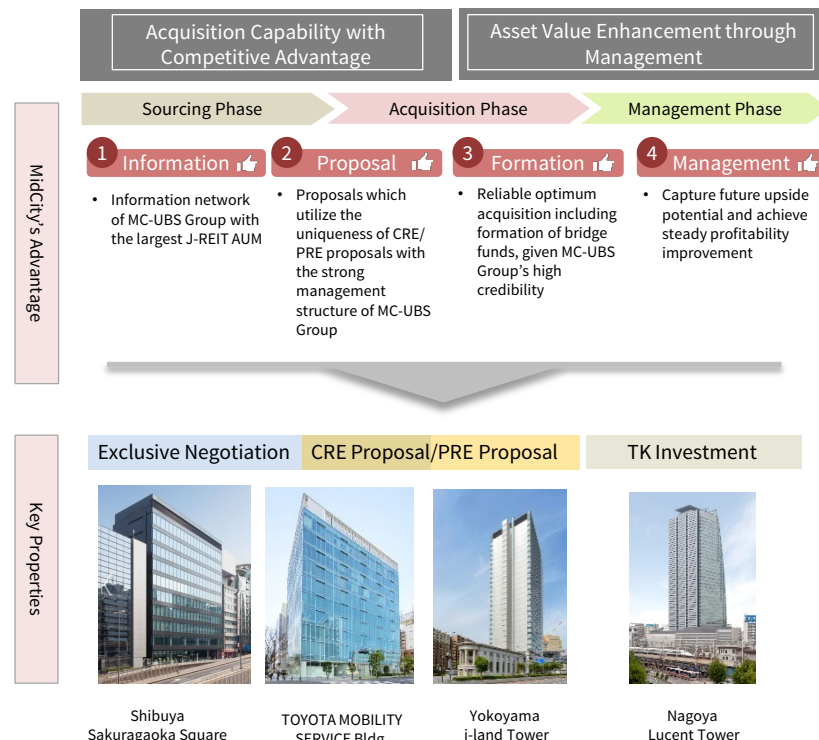 Acquisition Capability with
Competitive Advantage
Asset Value Enhancement through
Management
Sourcing Phase
Acquisition Phase
Management Phase
MidCity's Advantage
1 Information
2 Proposal
3 Formation
4 Management
• Information network
of MC-UBS Group with
the largest J-REIT AUM
• Proposals which
utilize the
uniqueness of CRE/
PRE proposals with
the strong
management
structure of MC-UBS
Group
• Reliable optimum
acquisition including
formation of bridge
funds, given MC-UBS
Group's high
credibility
• Capture future upside
potential and achieve
steady profitability
improvement
Key Properties
Exclusive Negotiation
CRE Proposal/PRE Proposal
TK Investment
Shibuya
Sakuragaoka Square
TOYOTA MOBILITY
SERVICE Bldg.
Yokoyama
i-land Tower
Nagoya
Lucent Tower